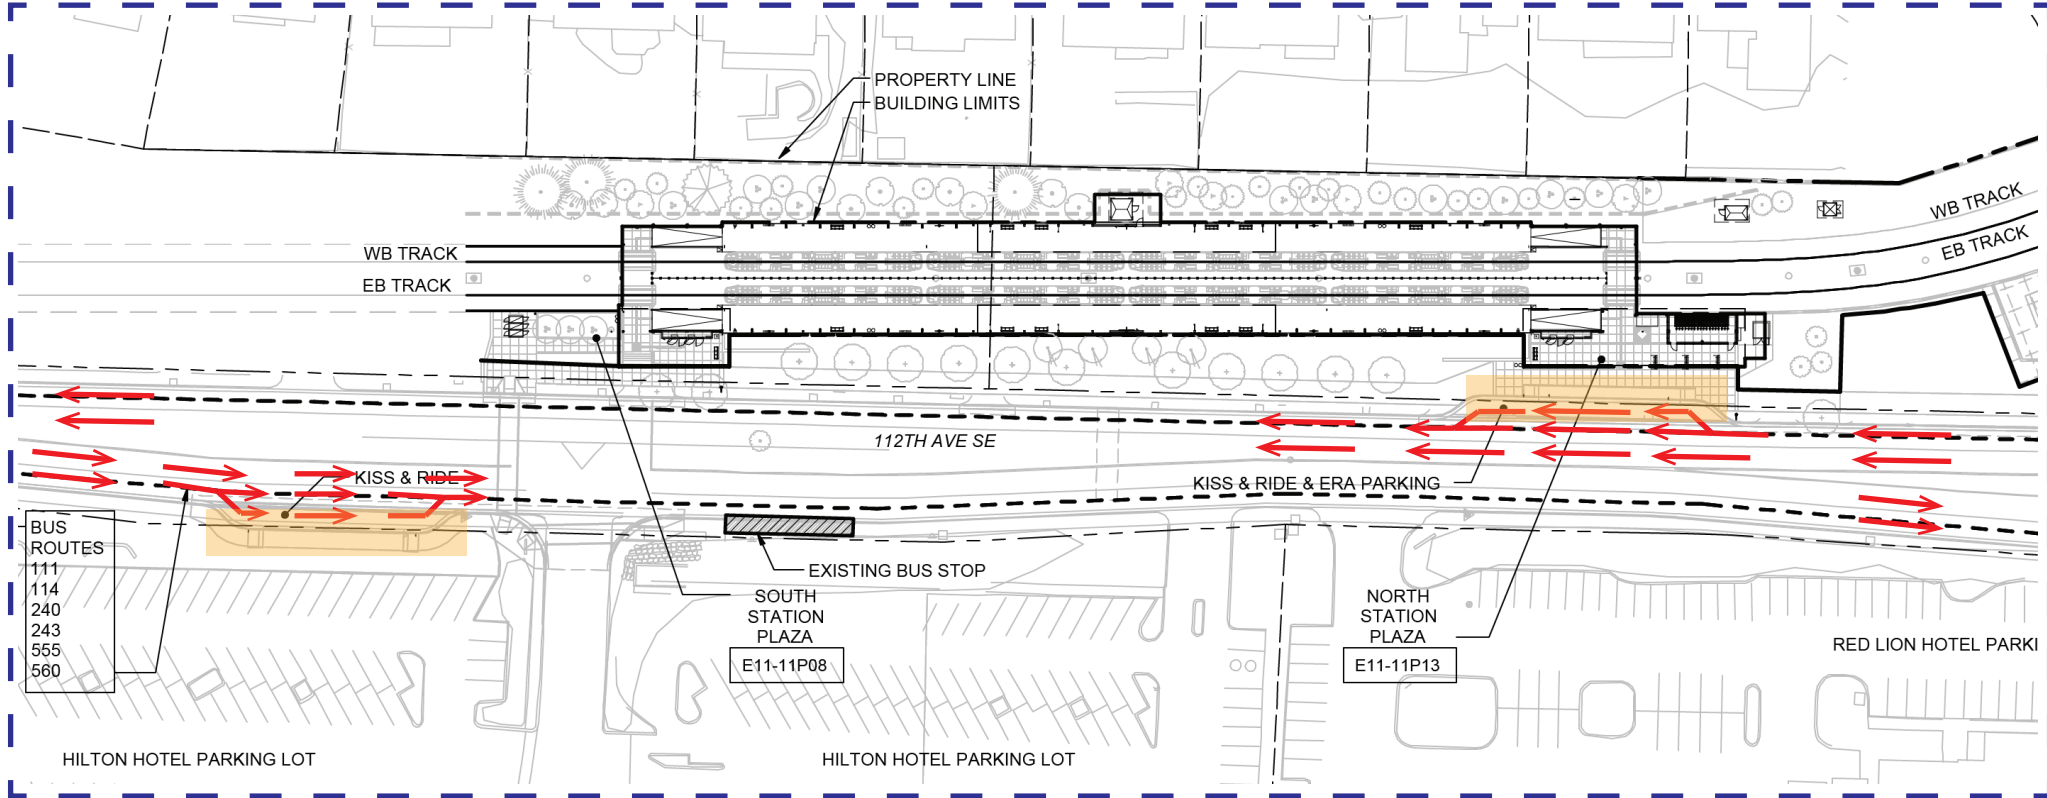 PROPERTY LINE
BUILDING LIMITS
WB TRACK
EB TRACK
WB TRACK
EB TRACK
112TH AVE SE
KISS & RIDE
KISS & RIDE & ERA PARKING
BUS
ROUTES
111
114
240
243
555
560
EXISTING BUS STOP
SOUTH
STATION
PLAZA
E11-11P08
NORTH
STATION
PLAZA
E11-11P13
RED LION HOTEL PARKI
HILTON HOTEL PARKING LOT
HILTON HOTEL PARKING LOT